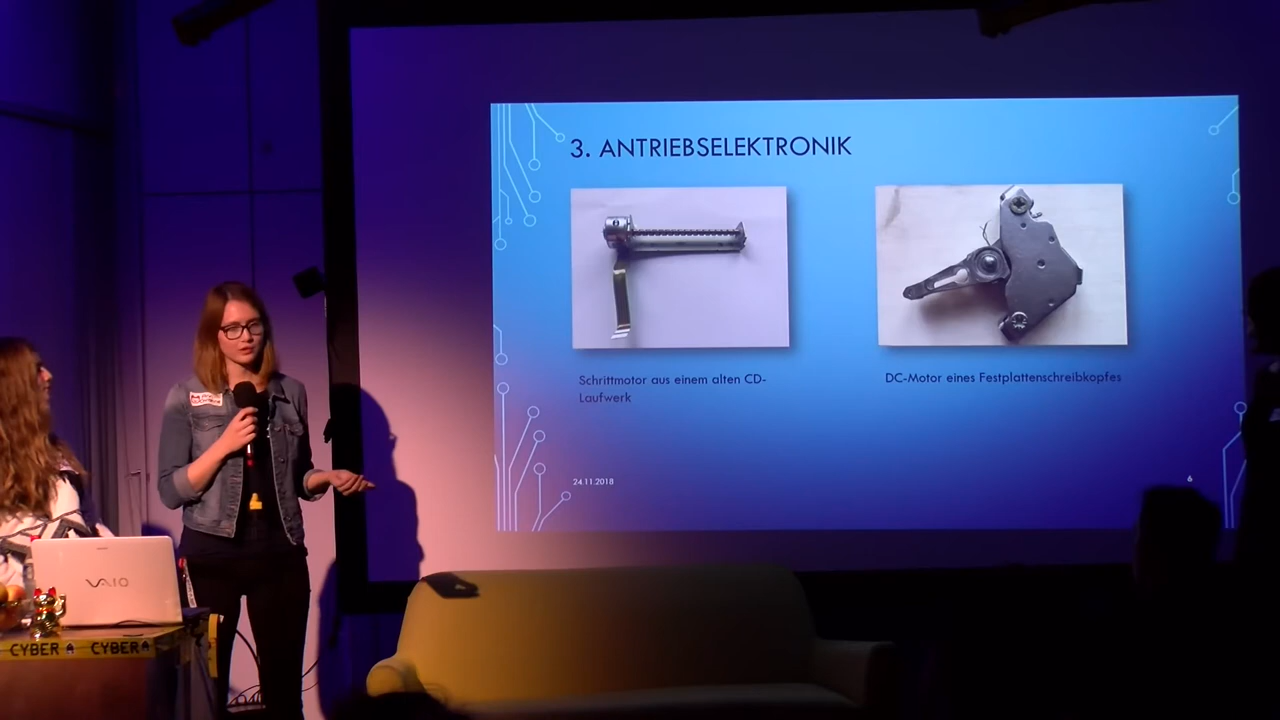 3. ANTRIEBSELEKTRONIK
Schrittmotor aus einem alten CD-
Laufwerk
DC-Motor eines Festplattenschreibkopfes
24.11.2018
6
VAIO
CYBER CYBER